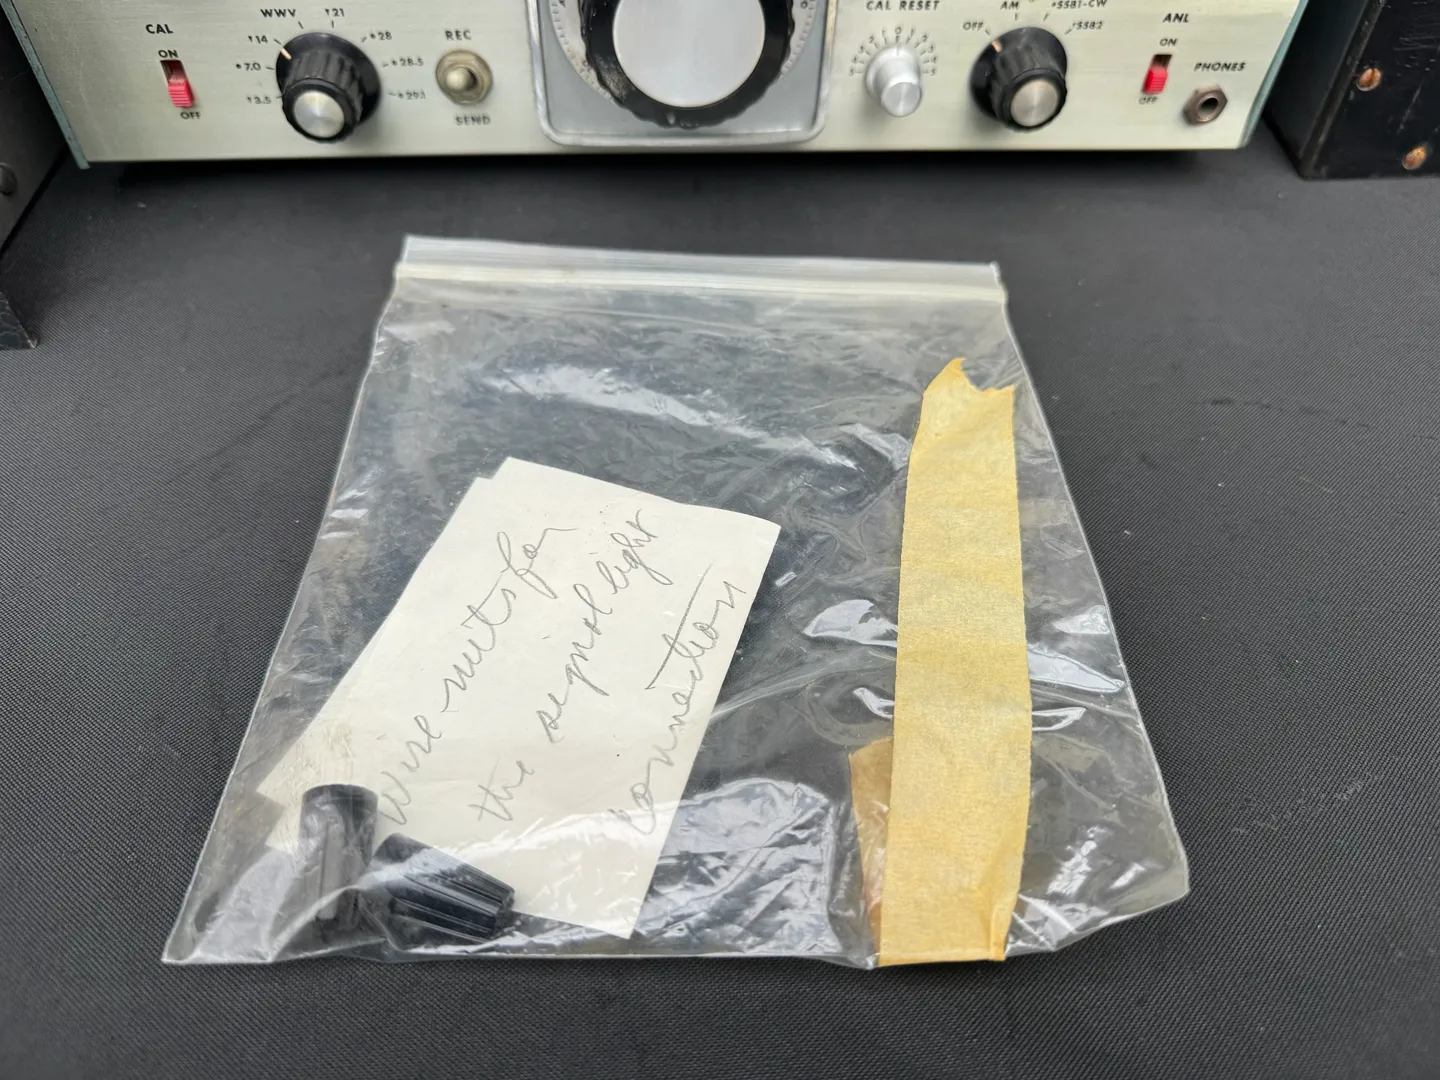 WWV *21
CAL
*14 *28
ON
*7.0 *28.5
*3.5 *29.1
OFF
REC
SEND
CAL RESET
0
AM *SSB1-CW
OFF *SSB2
ANL
ON
OFF
PHONES
Wire nuts for
the signal light
connection